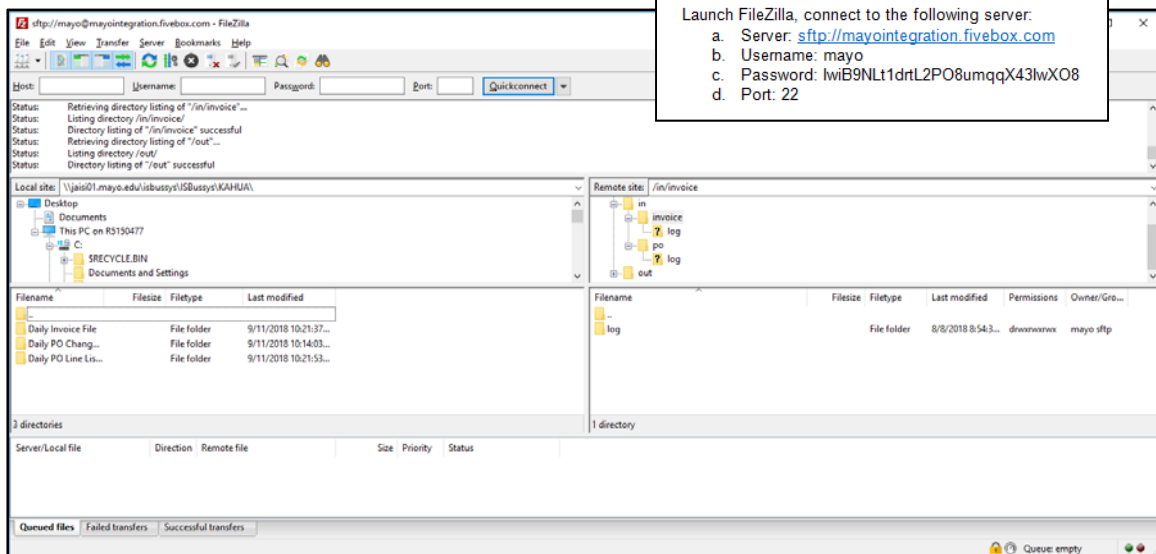 sftp://mayo@mayointegration.fivebox.com - FileZilla
Launch FileZilla, connect to the following server:
a. Server: sftp://mayointegration.fivebox.com
b. Username: mayo
c. Password: lwiB9NLt1drtL2PO8umqqX43lwXO8
d. Port: 22
File Edit View Transfer Server Bookmarks Help
Host: Username: Password: Port: Quickconnect
Status: Retrieving directory listing of "/in/invoice"...
Status: Listing directory /in/invoice/
Status: Directory listing of "/in/invoice" successful
Status: Retrieving directory listing of "/out"...
Status: Listing directory /out/
Status: Directory listing of "/out" successful
Local site: \\jaisi01.mayo.edu\isbussys\ISBussys\KAHUA\
Desktop
Documents
This PC on R5150477
C:
$RECYCLE.BIN
Documents and Settings
Remote site: /in/invoice
in
invoice
? log
po
? log
out
Filename Filesize Filetype Last modified
..
Daily Invoice File File folder 9/11/2018 10:21:37...
Daily PO Chang... File folder 9/11/2018 10:14:03...
Daily PO Line Lis... File folder 9/11/2018 10:21:53...
3 directories
Filename Filesize Filetype Last modified Permissions Owner/Gro...
..
log File folder 8/8/2018 8:54:3... drwxrwxrwx mayo sftp
1 directory
Server/Local file Direction Remote file Size Priority Status
Queued files Failed transfers Successful transfers
Queue: empty